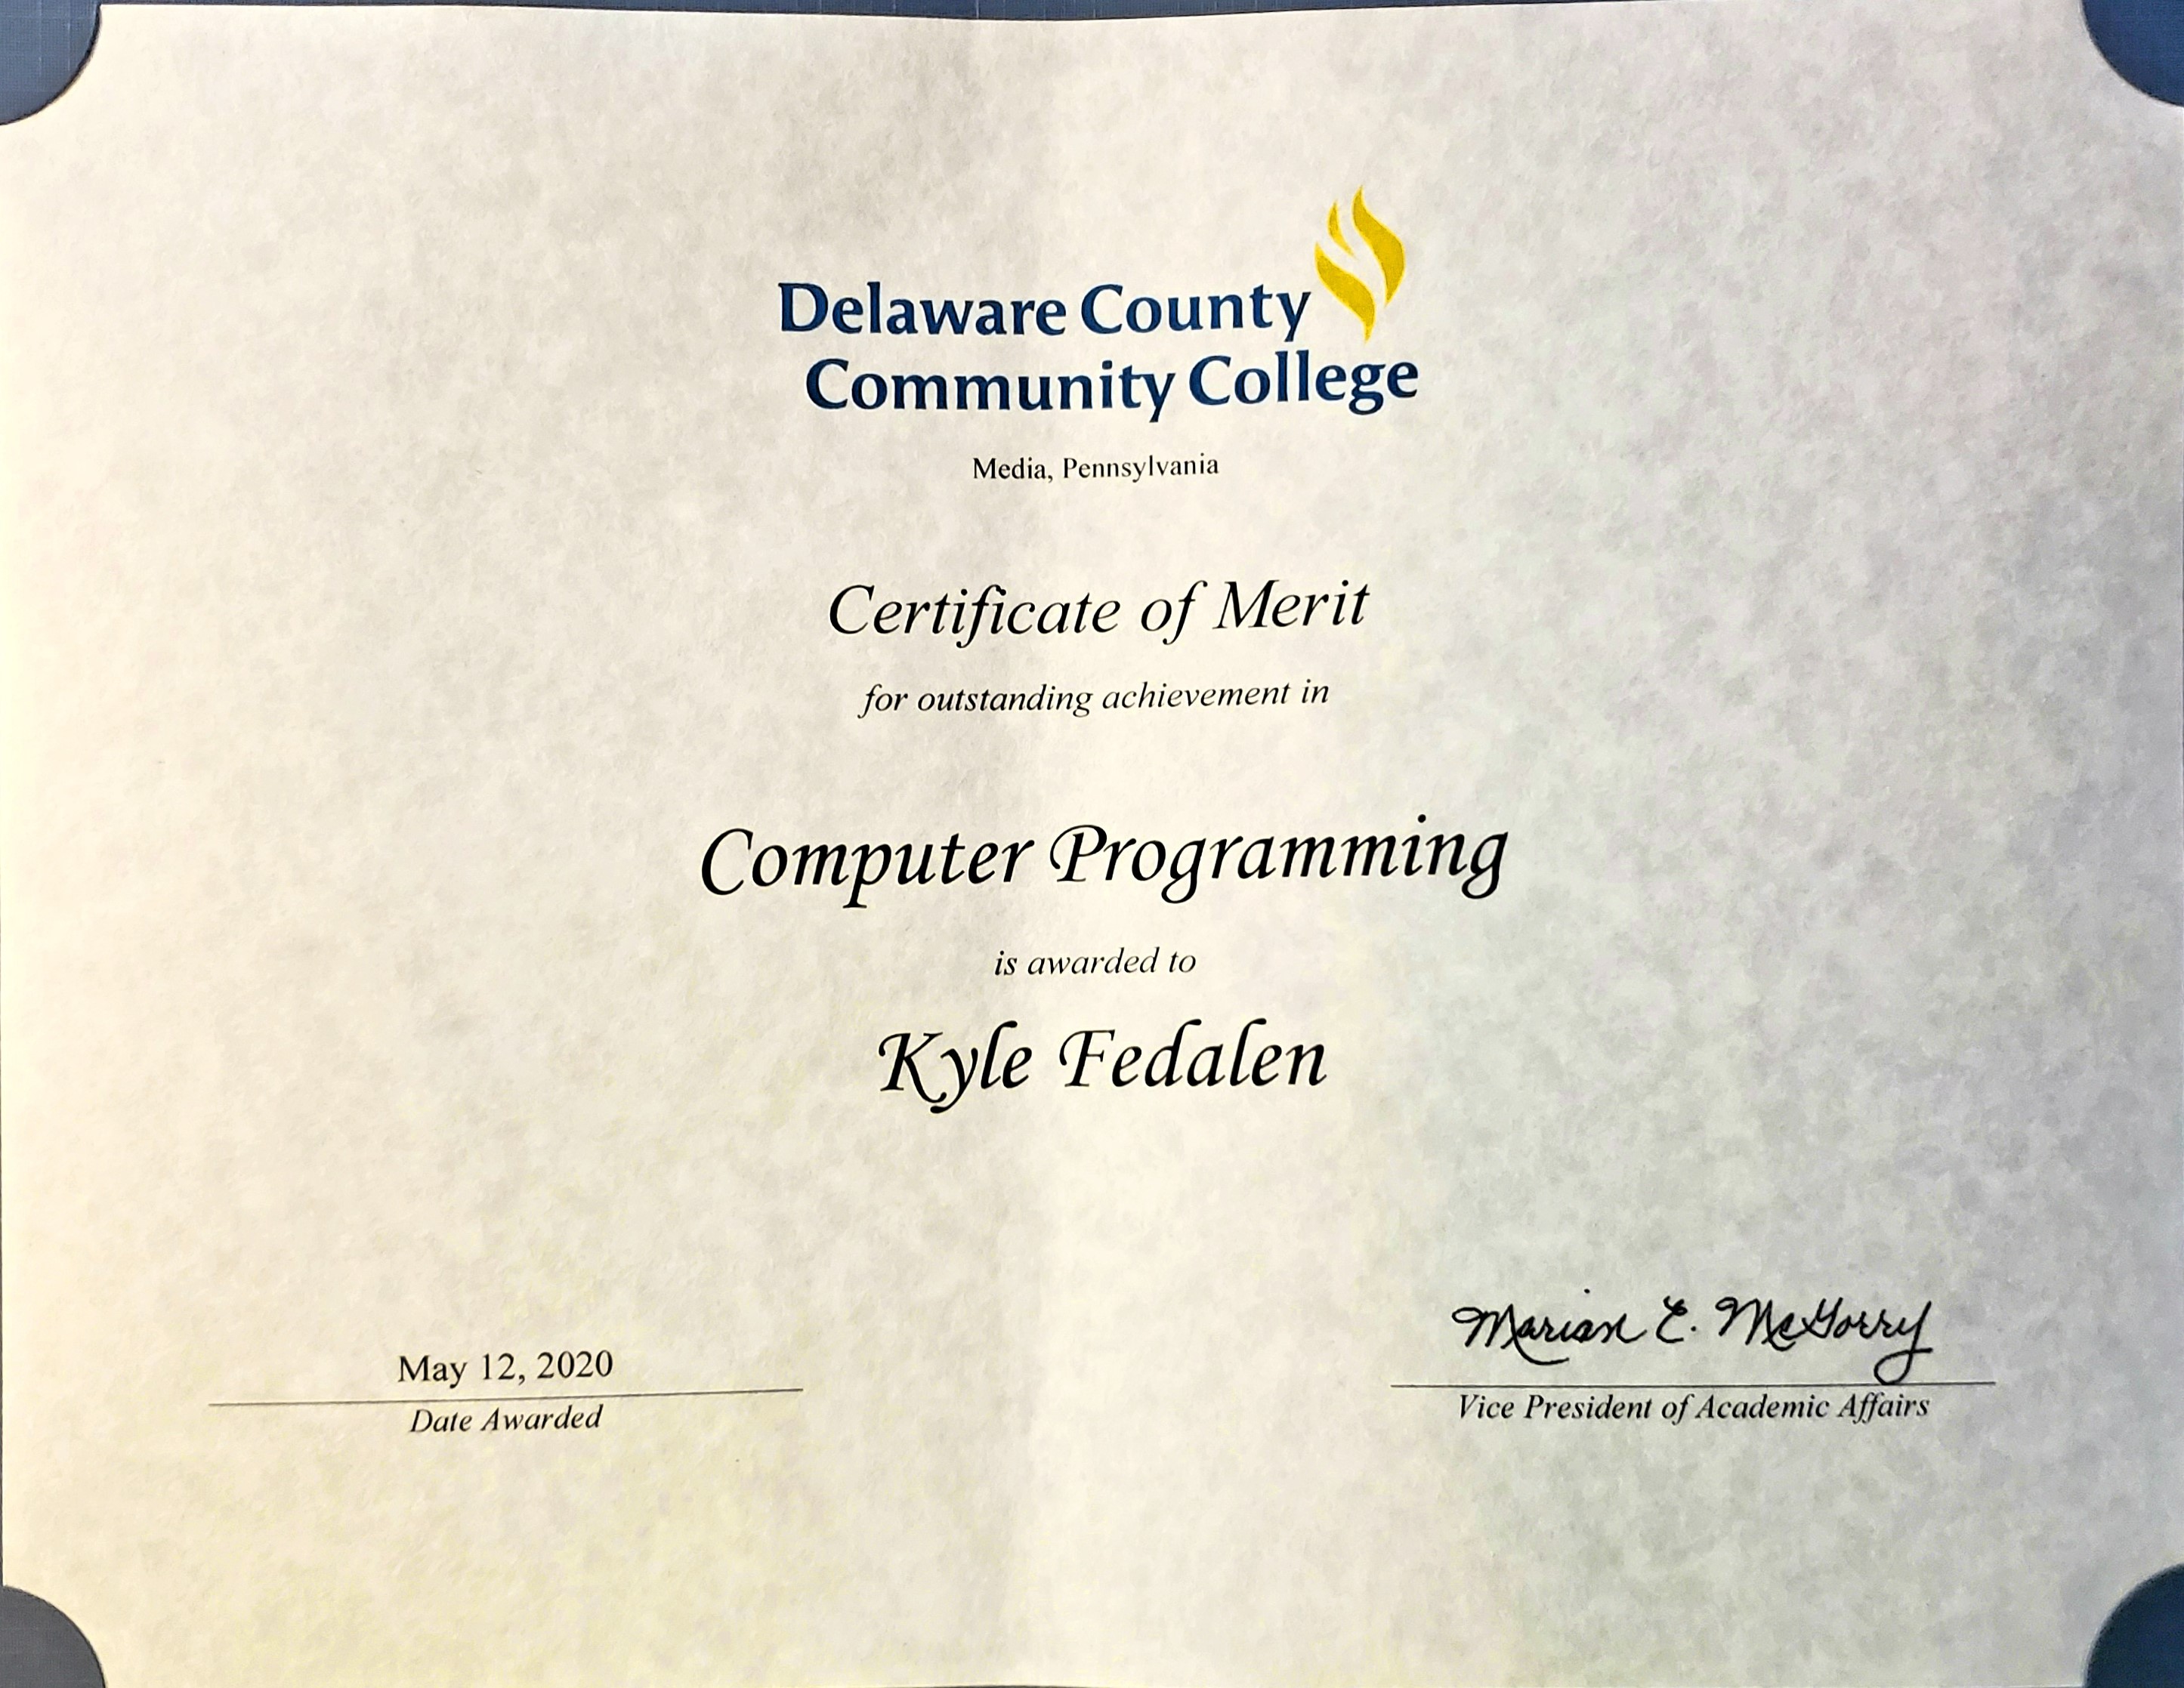 Delaware County
Community College
Media, Pennsylvania
Certificate of Merit
for outstanding achievement in
Computer Programming
is awarded to
Kyle Fedalen
May 12, 2020
Date Awarded
Marian E. McGorry
Vice President of Academic Affairs